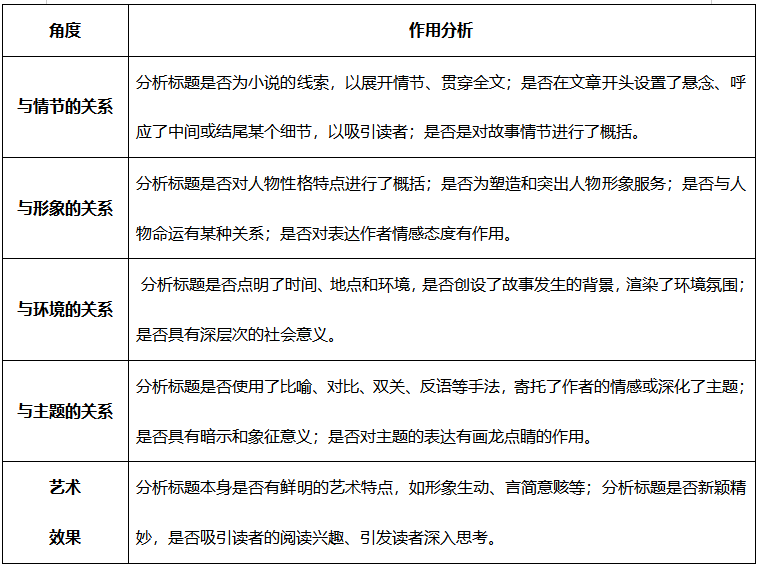 角度
作用分析
与情节的关系
分析标题是否为小说的线索，以展开情节、贯穿全文；是否在文章开头设置了悬念、呼
应了中间或结尾某个细节，以吸引读者；是否是对故事情节进行了概括。
与形象的关系
分析标题是否对人物性格特点进行了概括；是否为塑造和突出人物形象服务；是否与人
物命运有某种关系；是否对表达作者情感态度有作用。
与环境的关系
分析标题是否点明了时间、地点和环境，是否创设了故事发生的背景，渲染了环境氛围；
是否具有深层次的社会意义。
与主题的关系
分析标题是否使用了比喻、对比、双关、反语等手法，寄托了作者的情感或深化了主题；
是否具有暗示和象征意义；是否对主题的表达有画龙点睛的作用。
艺术
效果
分析标题本身是否有鲜明的艺术特点，如形象生动、言简意赅等；分析标题是否新颖精
妙，是否吸引读者的阅读兴趣、引发读者深入思考。